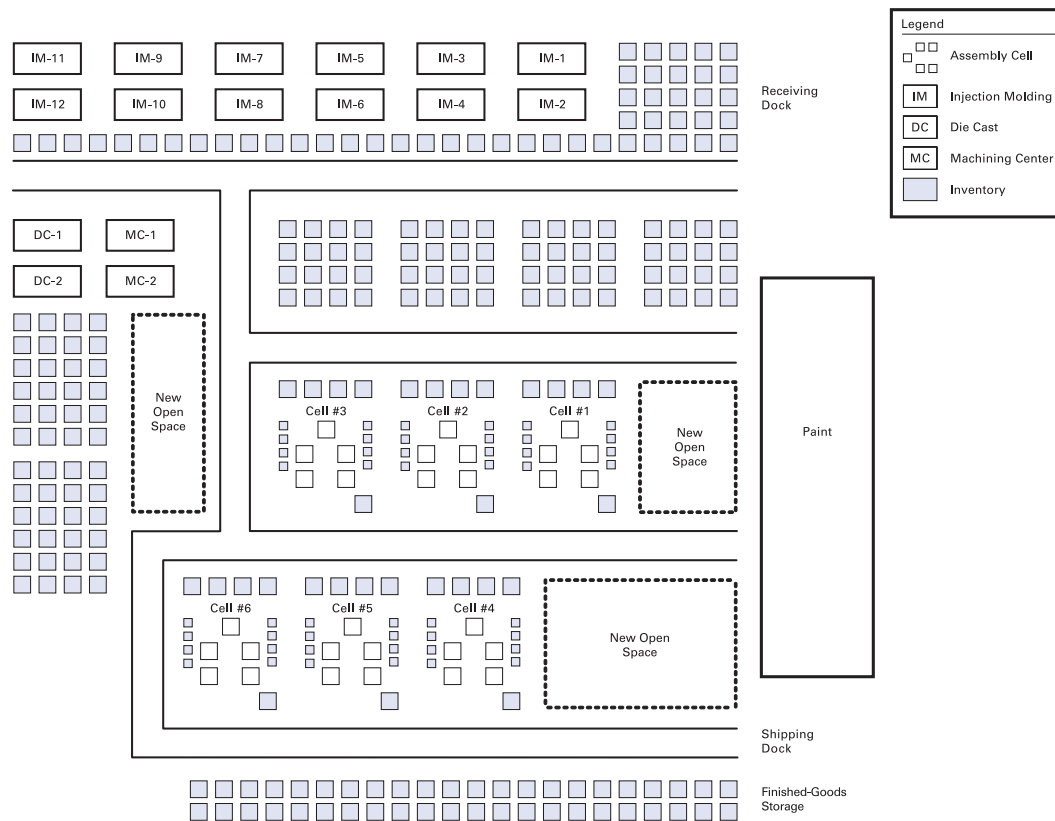 IM-11
IM-9
IM-7
IM-5
IM-3
IM-1
IM-12
IM-10
IM-8
IM-6
IM-4
IM-2
Receiving
Dock
Legend
Assembly Cell
IM
Injection Molding
DC
Die Cast
MC
Machining Center
Inventory
DC-1
MC-1
DC-2
MC-2
New
Open
Space
Cell #3
Cell #2
Cell #1
New
Open
Space
Paint
Cell #6
Cell #5
Cell #4
New Open
Space
Shipping
Dock
Finished-Goods
Storage